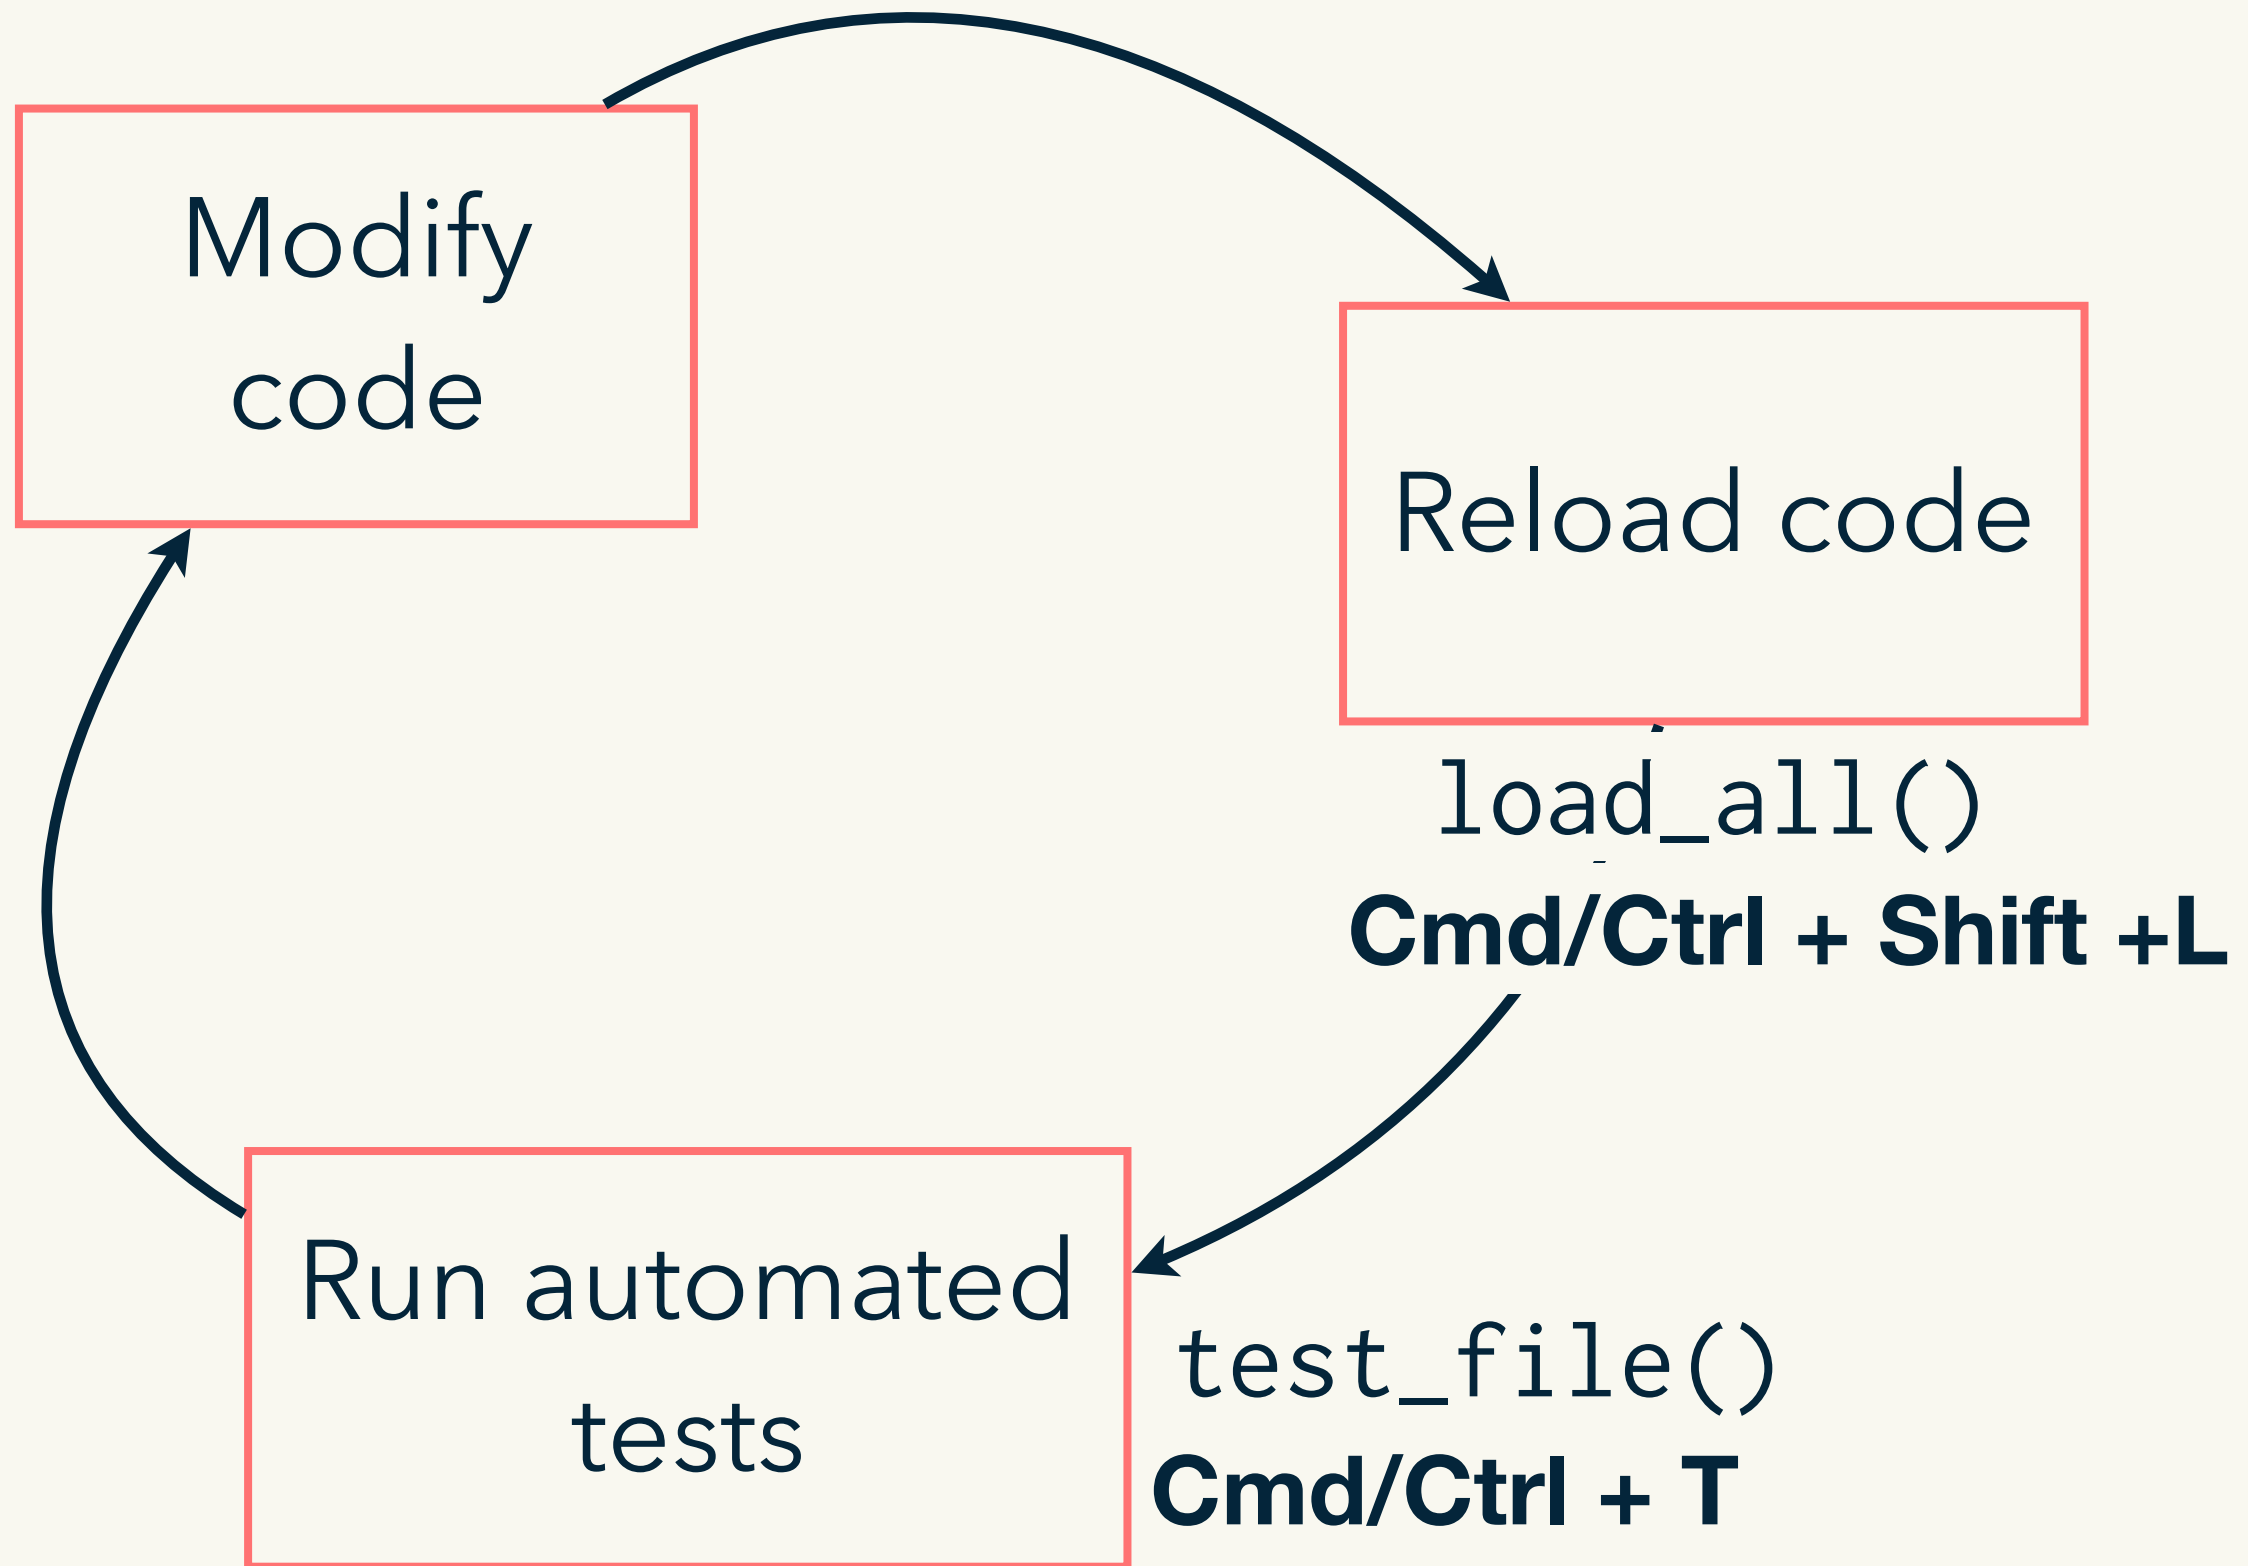 Modify
code
Reload code
load_all()
Cmd/Ctrl + Shift +L
Run automated
tests
test_file()
Cmd/Ctrl + T